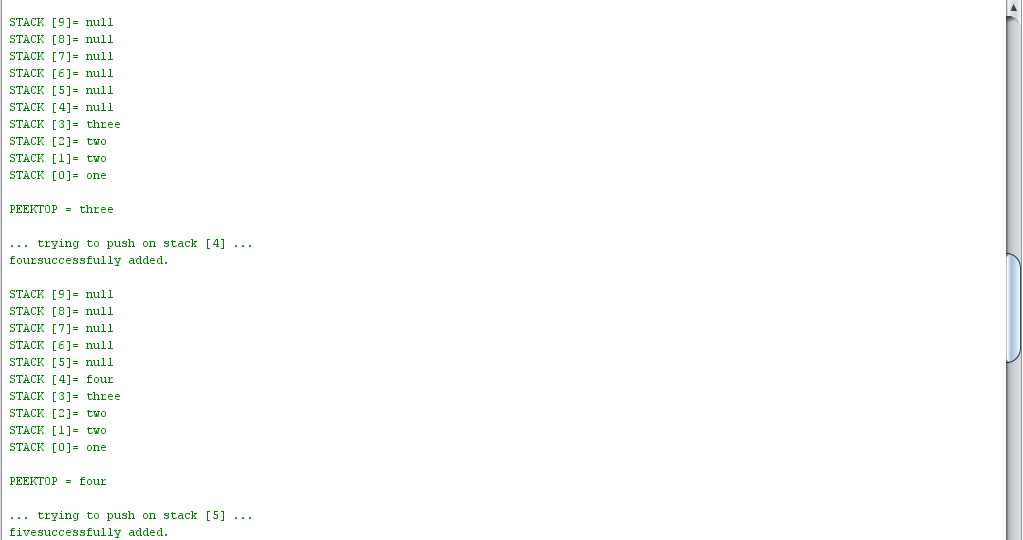 STACK [9]= null
STACK [8]= null
STACK [7]= null
STACK [6]= null
STACK [5]= null
STACK [4]= null
STACK [3]= three
STACK [2]= two
STACK [1]= two
STACK [0]= one
PEEKTOP = three
... trying to push on stack [4] ...
foursuccessfully added.
STACK [9]= null
STACK [8]= null
STACK [7]= null
STACK [6]= null
STACK [5]= null
STACK [4]= four
STACK [3]= three
STACK [2]= two
STACK [1]= two
STACK [0]= one
PEEKTOP = four
... trying to push on stack [5] ...
fivesuccessfully added.